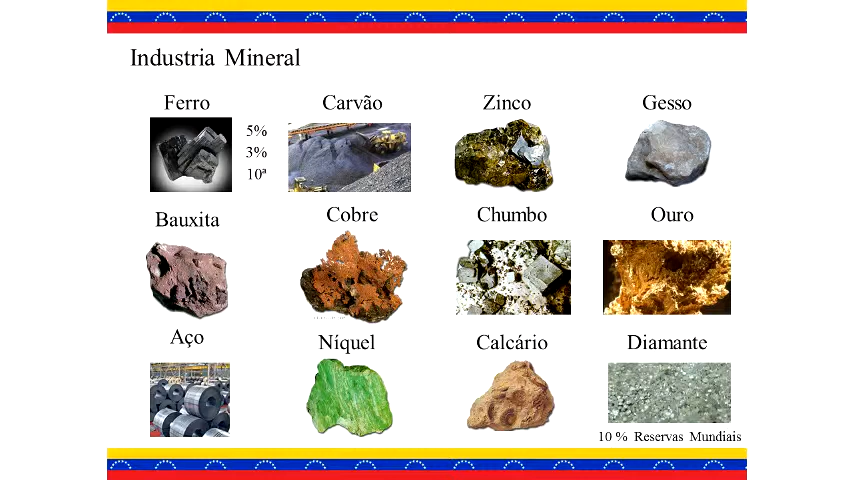 Industria Mineral
Ferro
Carvão
Zinco
Gesso
5%
3%
10ª
Bauxita
Cobre
Chumbo
Ouro
Aço
Níquel
Calcário
Diamante
10 % Reservas Mundiais